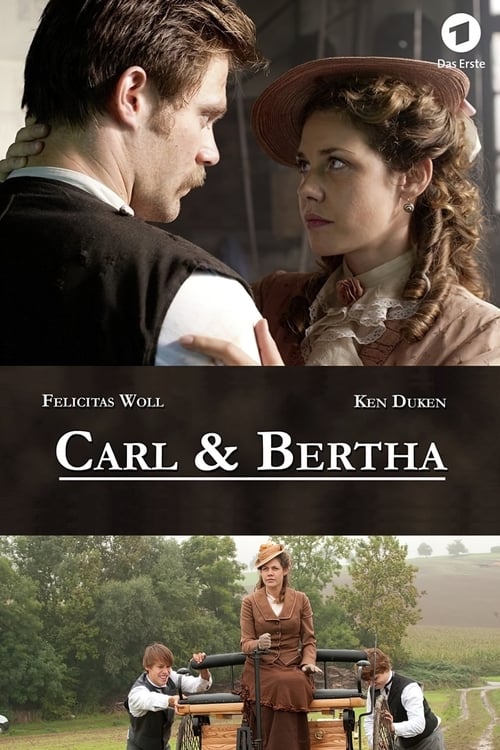 1
Das Erste
FELICITAS WOLL
KEN DUKEN
CARL & BERTHA